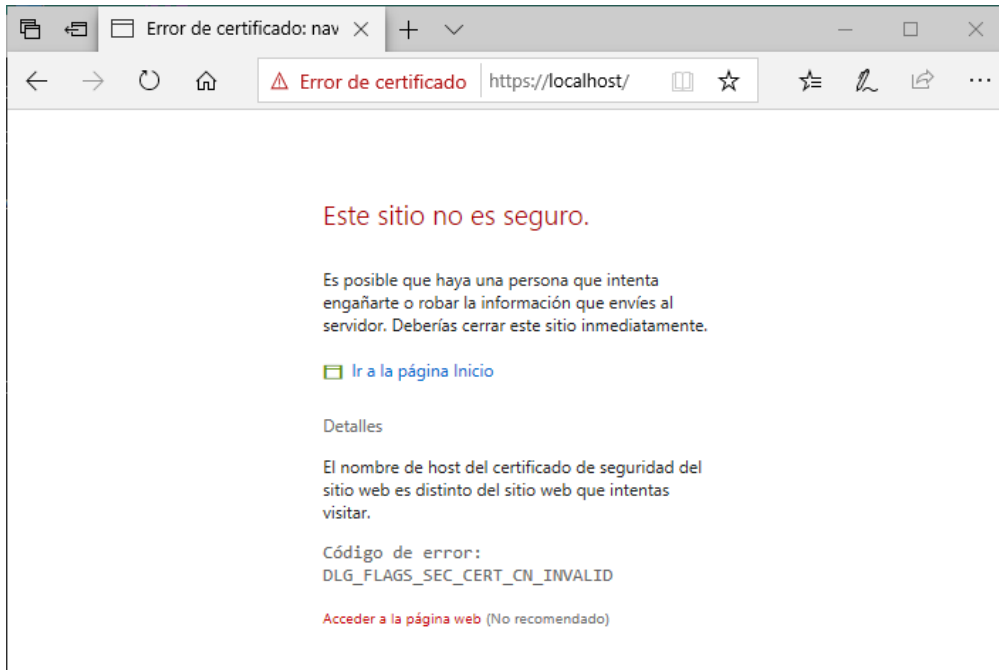 Error de certificado: nav
Error de certificado https://localhost/
Este sitio no es seguro.
Es posible que haya una persona que intenta
engañarte o robar la información que envíes al
servidor. Deberías cerrar este sitio inmediatamente.
Ir a la página Inicio
Detalles
El nombre de host del certificado de seguridad del
sitio web es distinto del sitio web que intentas
visitar.
Código de error:
DLG_FLAGS_SEC_CERT_CN_INVALID
Acceder a la página web (No recomendado)